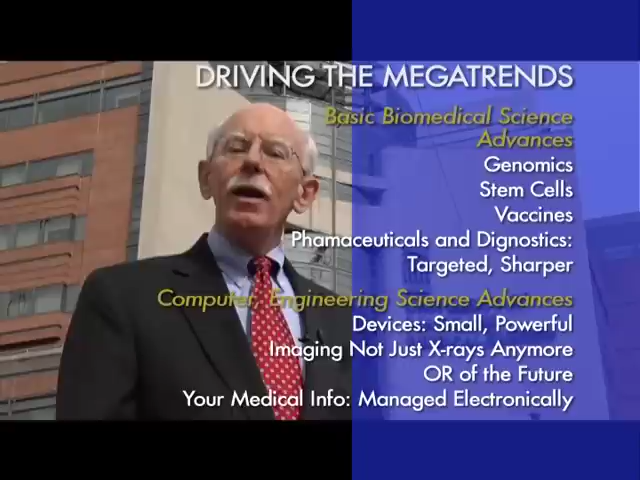 DRIVING THE MEGATRENDS
Basic Biomedical Science
Advances
Genomics
Stem Cells
Vaccines
Phamaceuticals and Dignostics:
Targeted, Sharper
Computer, Engineering Science Advances
Devices: Small, Powerful
Imaging Not Just X-rays Anymore
OR of the Future
Your Medical Info: Managed Electronically